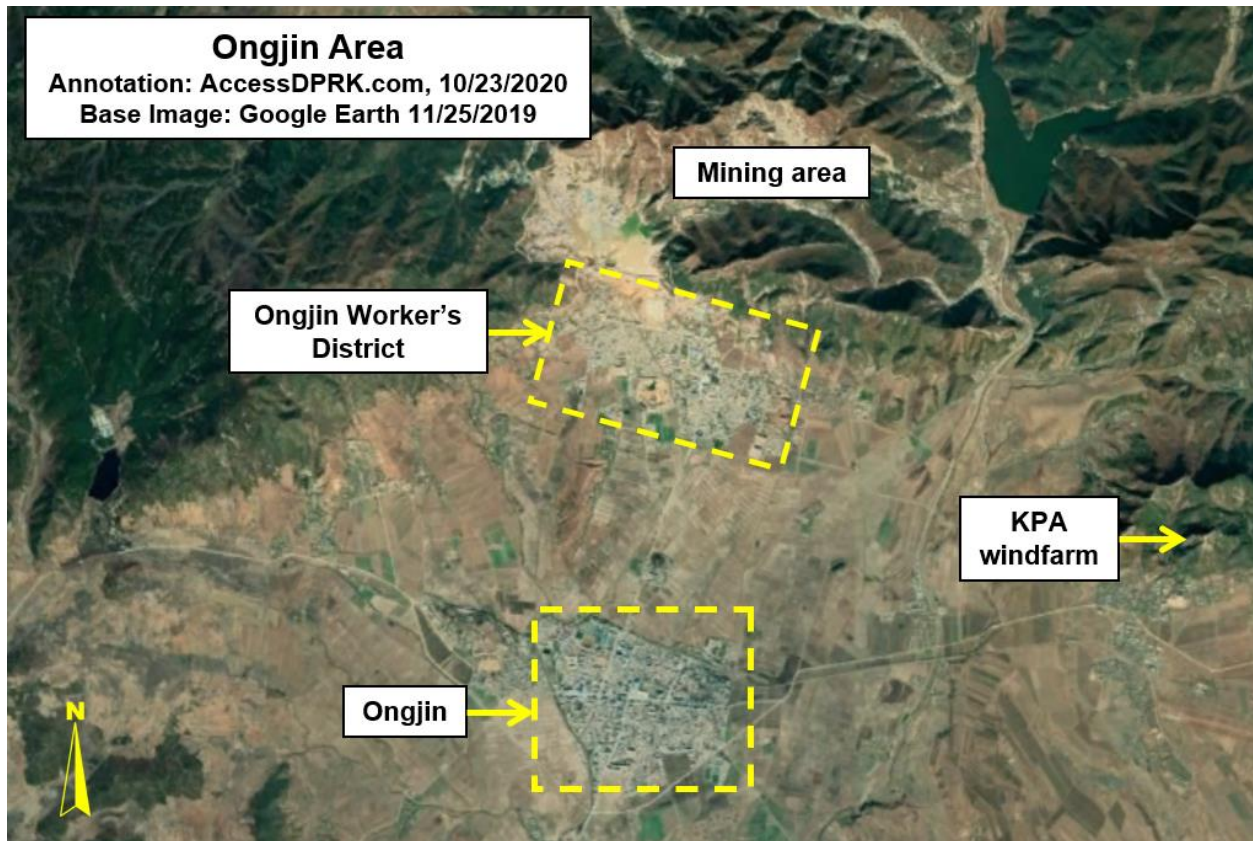 Ongjin Area
Annotation: AccessDPRK.com, 10/23/2020
Base Image: Google Earth 11/25/2019
Mining area
Ongjin Worker’s
District
KPA
windfarm
Ongjin
N